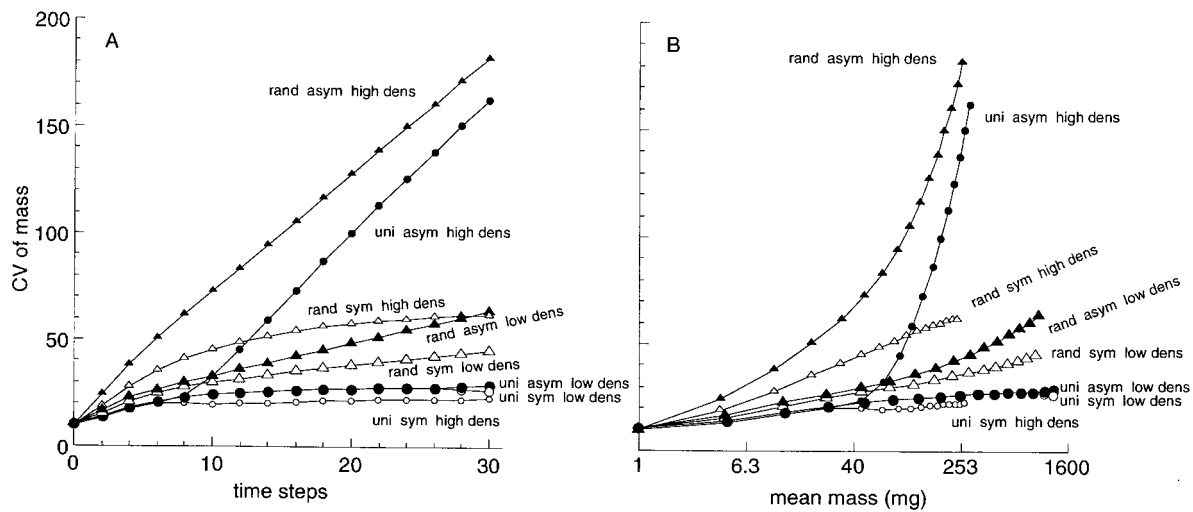 200
A
B
rand asym high dens
rand asym high dens
150
uni asym high dens
CV of mass
100
uni asym high dens
rand sym high dens
rand sym high dens
rand asym low dens
50
rand asym low dens
rand sym low dens
rand sym low dens
uni asym low dens
uni sym low dens
uni asym low dens
uni sym low dens
uni sym high dens
uni sym high dens
0
0 10 20 30
1 6.3 40 253 1600
time steps
mean mass (mg)